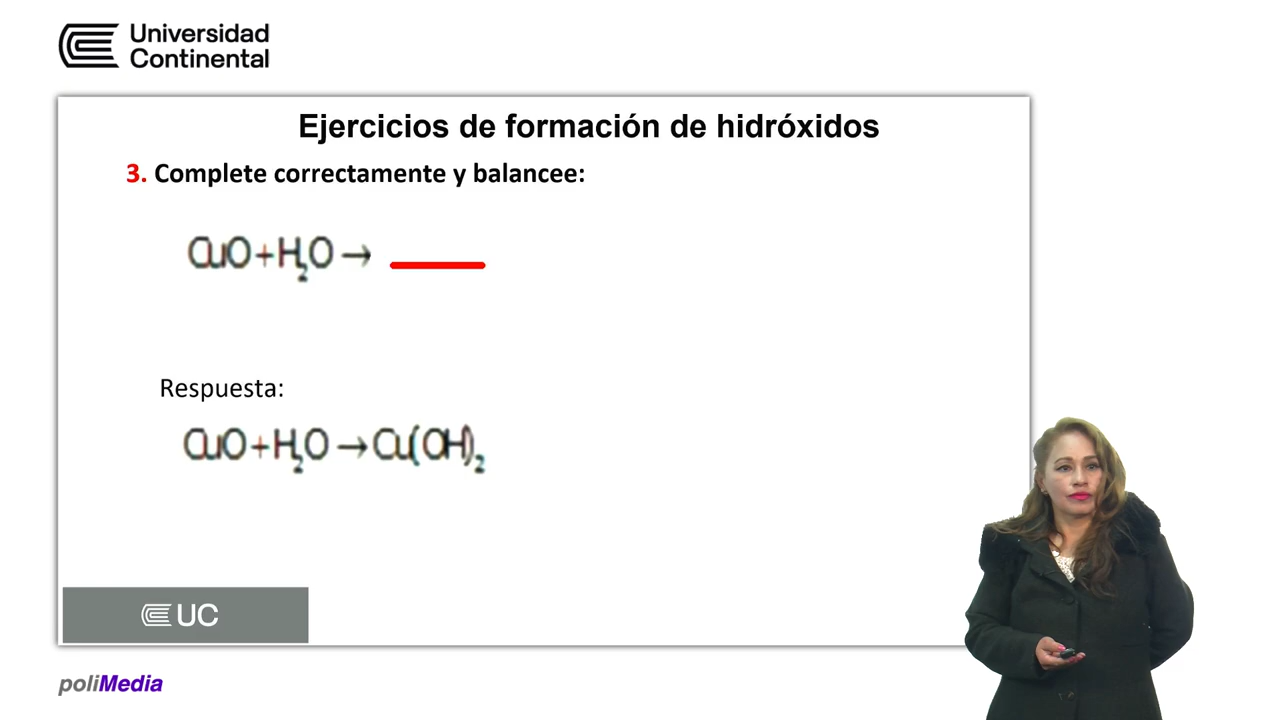 Universidad
Continental
Ejercicios de formación de hidróxidos
3. Complete correctamente y balancee:
CuO+H₂O→ ____
Respuesta:
CuO+H₂O→Cu(OH)₂
UC
poliMedia